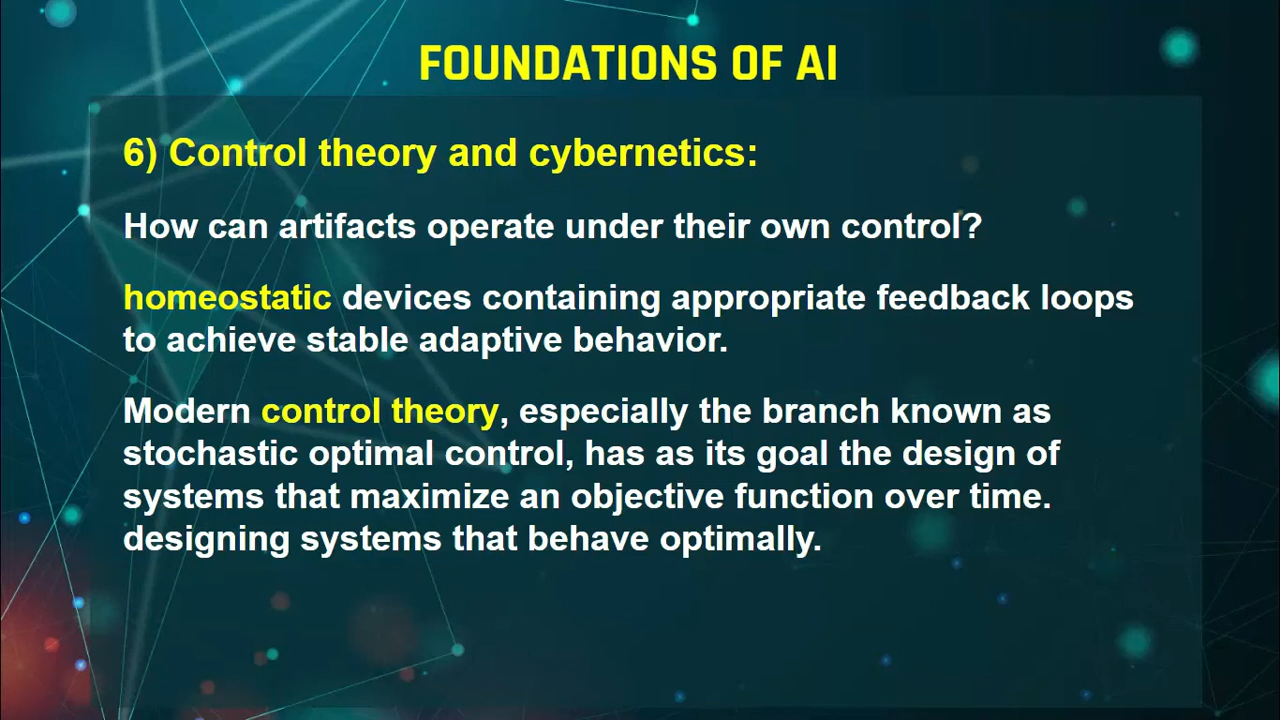 FOUNDATIONS OF AI
6) Control theory and cybernetics:
How can artifacts operate under their own control?
homeostatic devices containing appropriate feedback loops
to achieve stable adaptive behavior.
Modern control theory, especially the branch known as
stochastic optimal control, has as its goal the design of
systems that maximize an objective function over time.
designing systems that behave optimally.